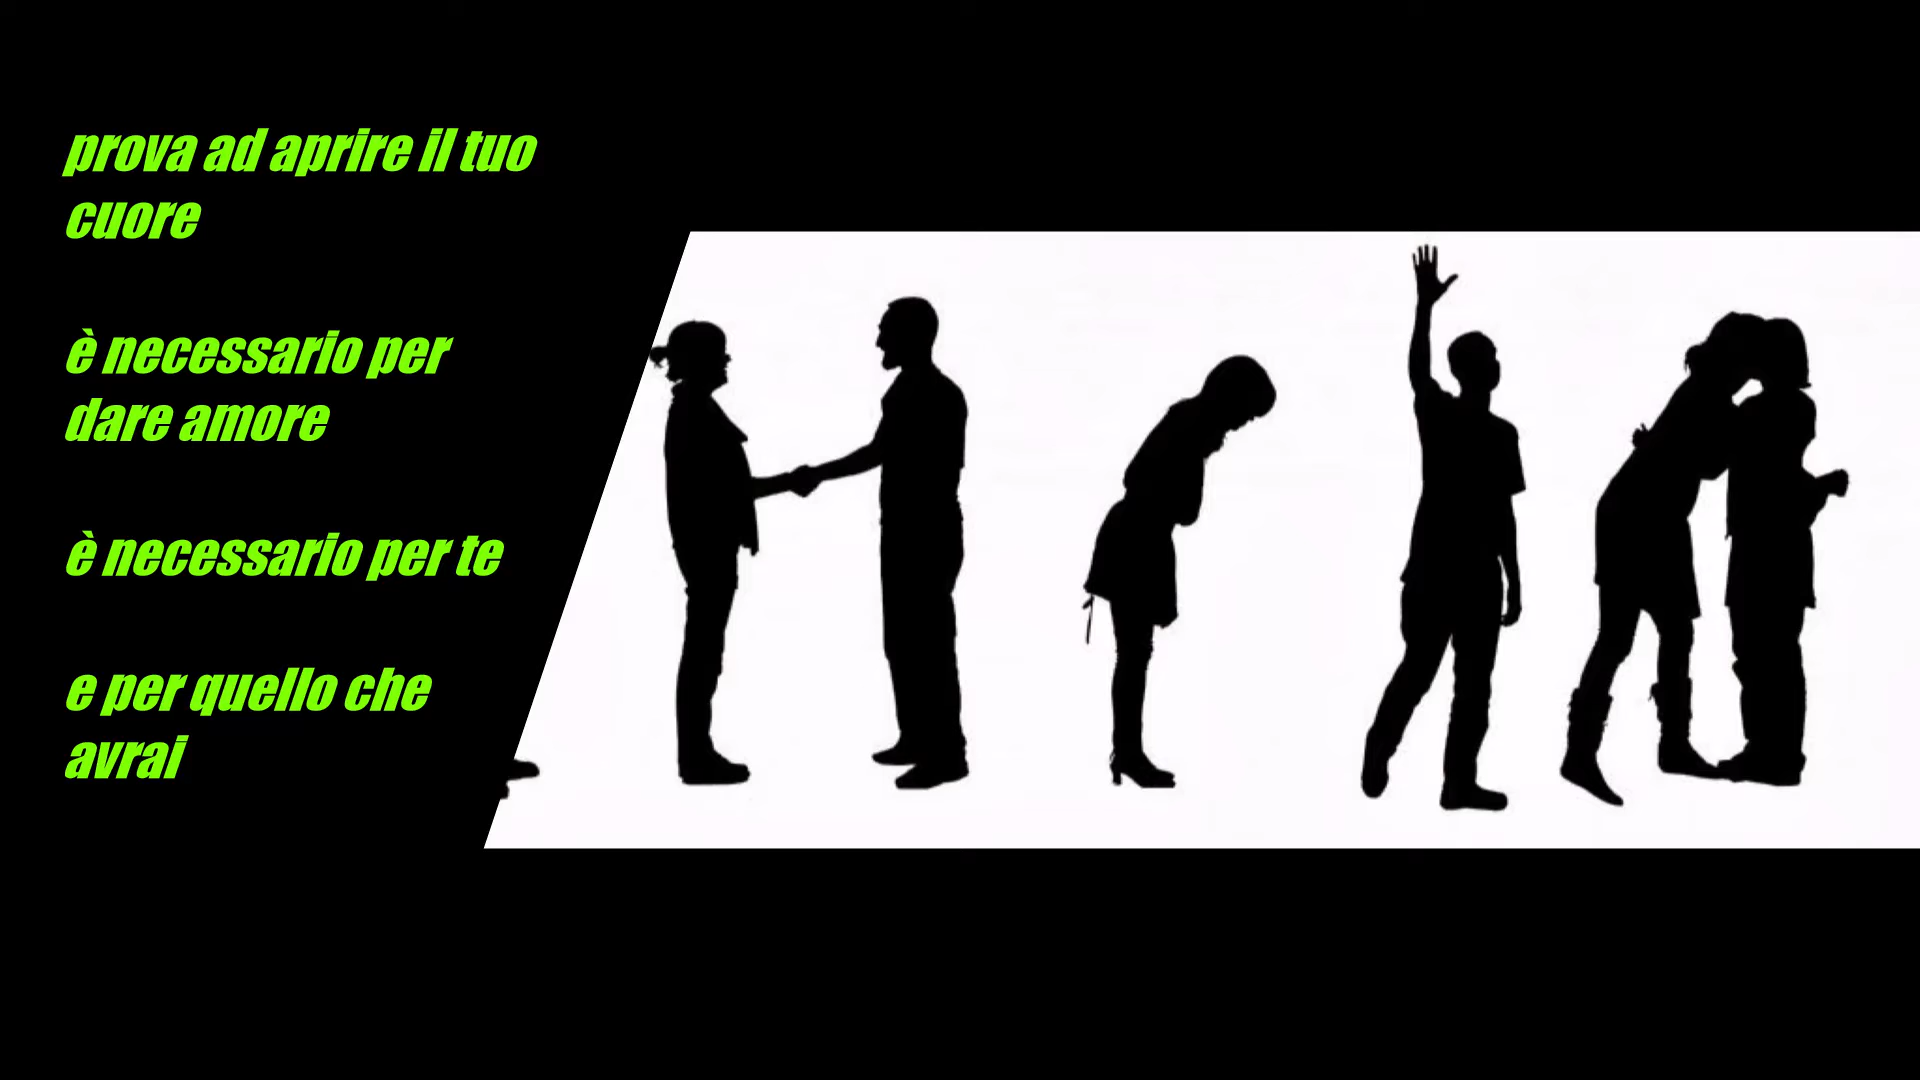 prova ad aprire il tuo
cuore
è necessario per
dare amore
è necessario per te
e per quello che
avrai